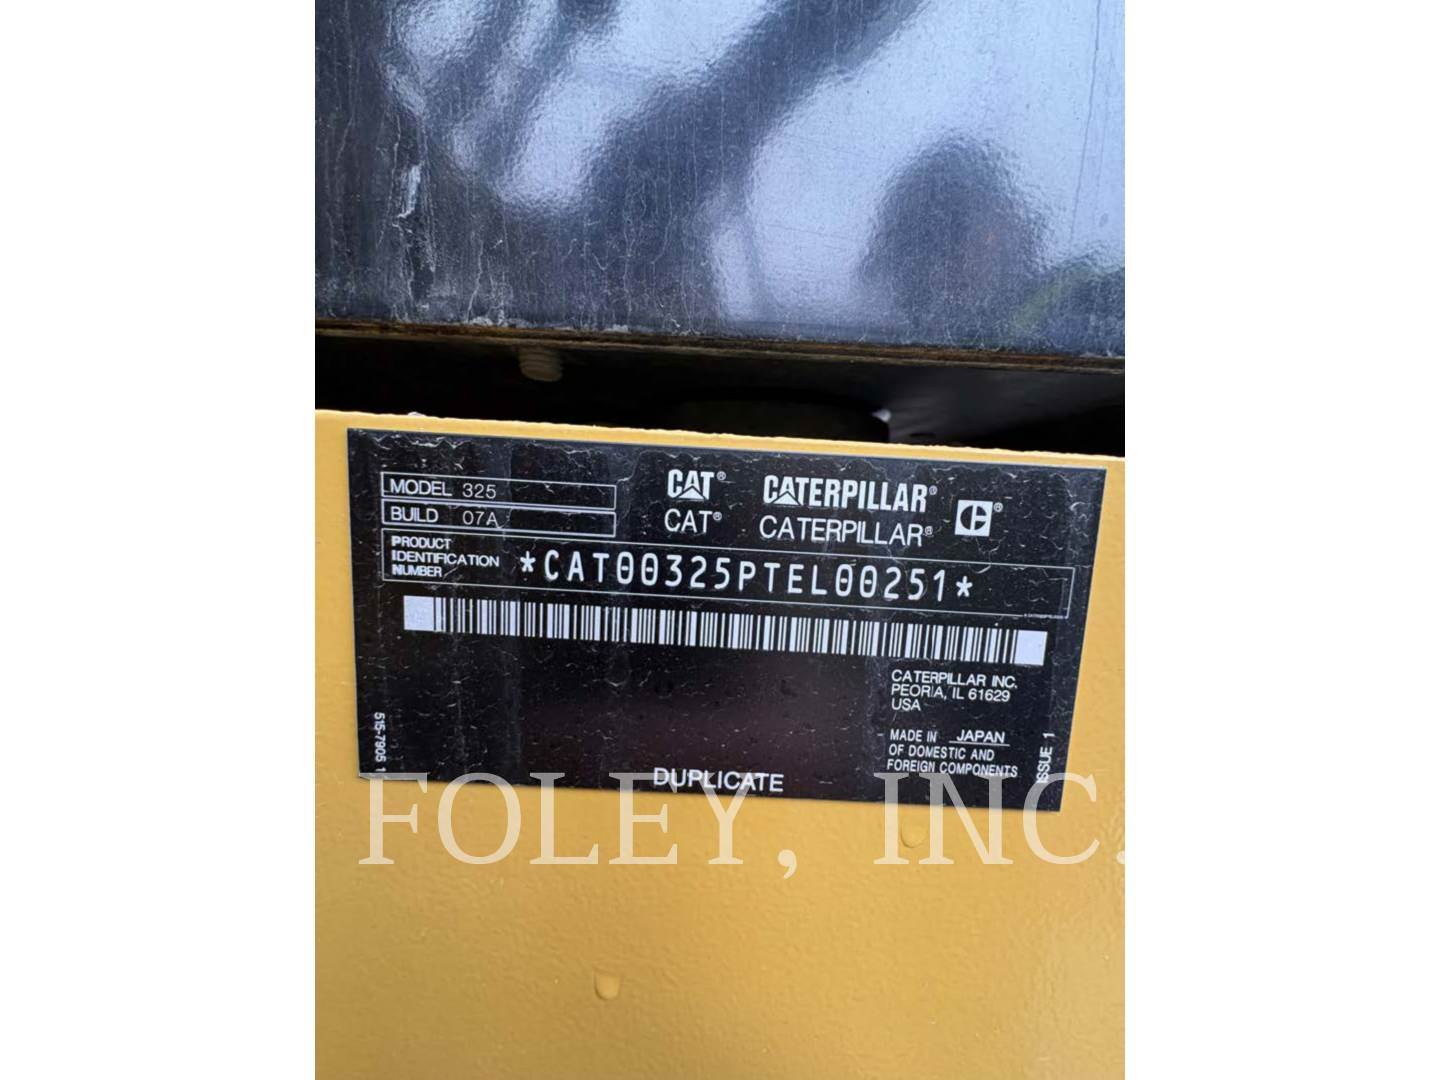 MODEL 325
BUILD 07A
CAT® CATERPILLAR® C®
CAT® CATERPILLAR®
PRODUCT
IDENTIFICATION
NUMBER
*CAT00325PTEL00251*
CATERPILLAR INC.
PEORIA, IL 61629
USA
MADE IN JAPAN
OF DOMESTIC AND
FOREIGN COMPONENTS
515-7905 1
ISSUE 1
DUPLICATE
FOLEY, INC.